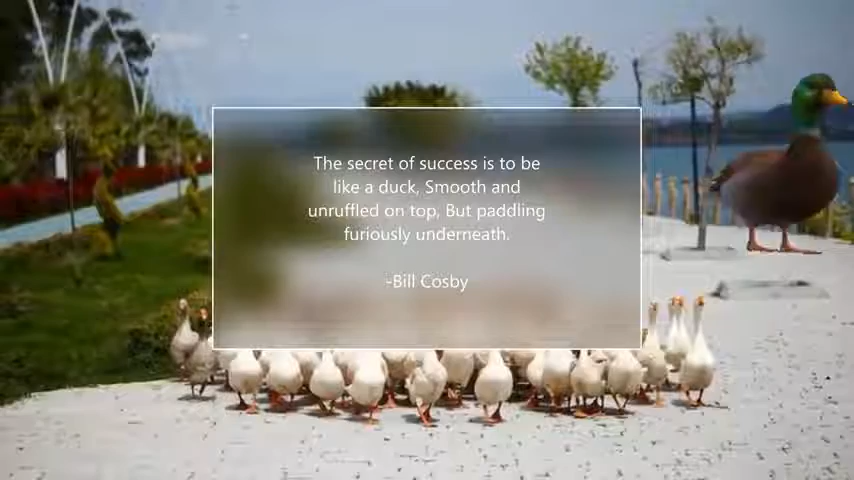 The secret of success is to be
like a duck, Smooth and
unruffled on top, But paddling
furiously underneath.
-Bill Cosby